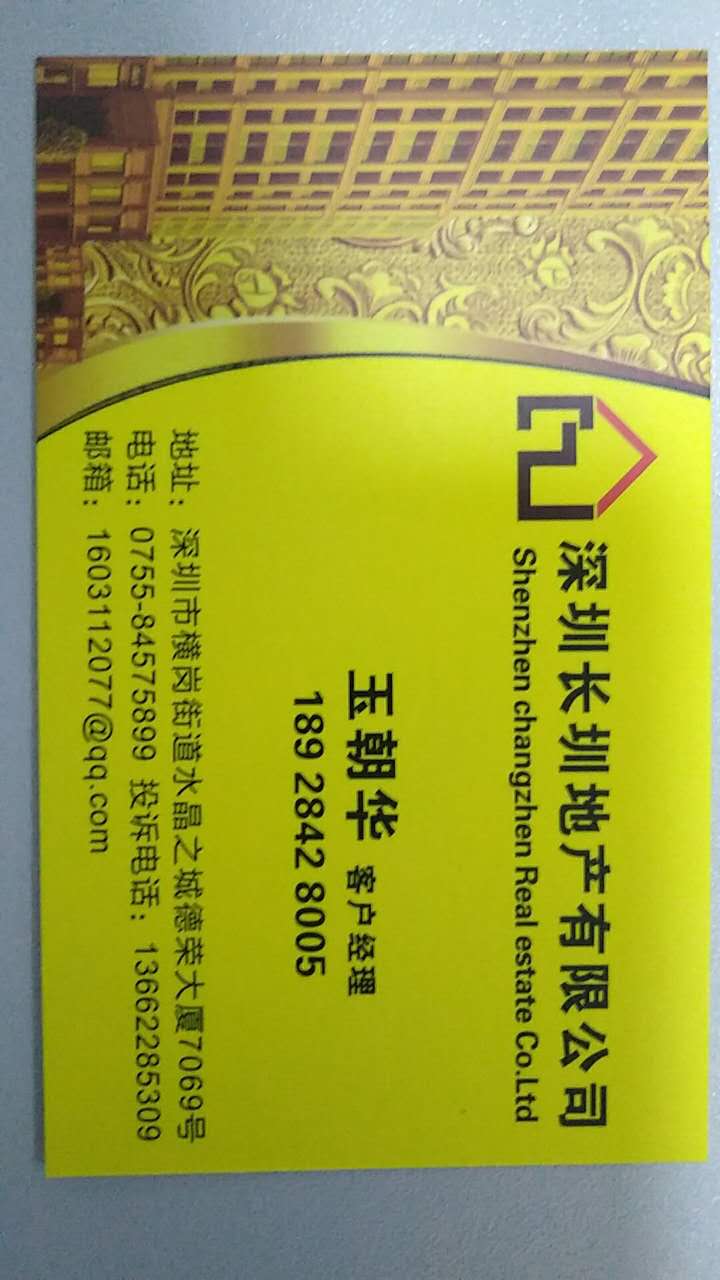 深圳长圳地产有限公司
Shenzhen changzhen Real estate Co.Ltd
玉朝华 客户经理
189 2842 8005
地址：深圳市横岗街道水晶之城德荣大厦7069号
电话：0755-84575899 投诉电话：13662285309
邮箱：1603112077@qq.com